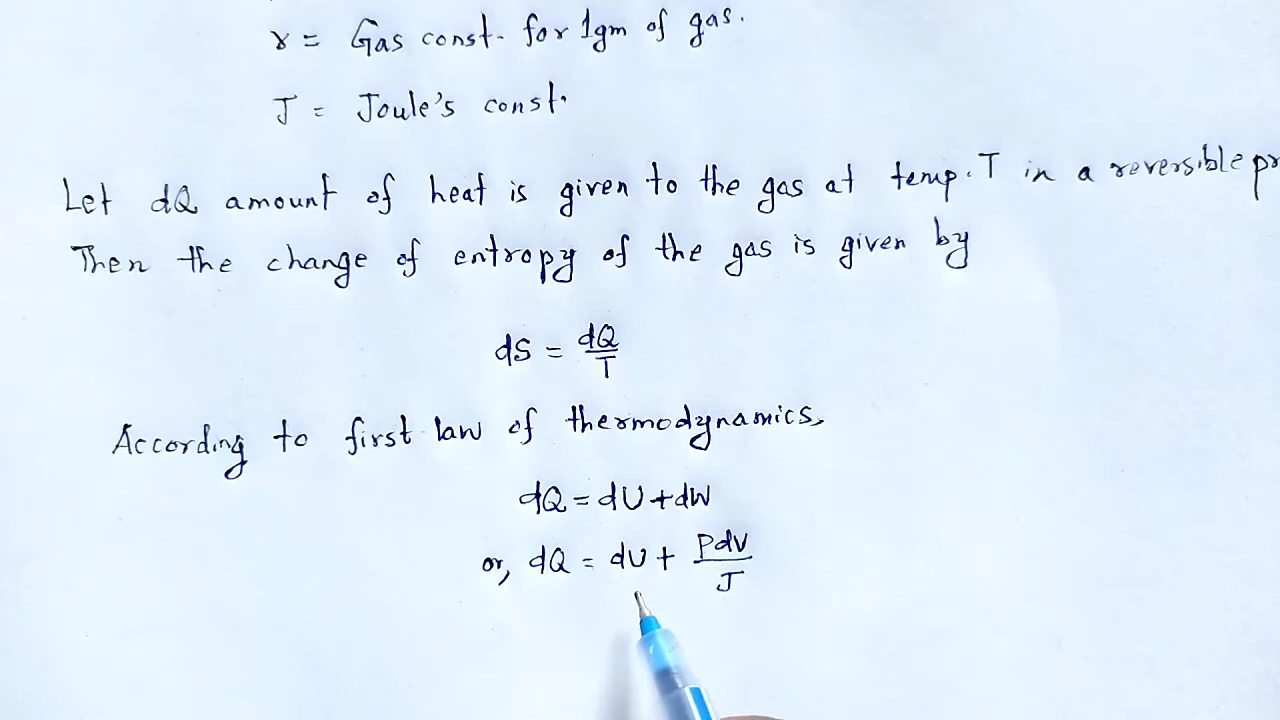 r = Gas const. for 1gm of gas.
J = Joule's const.
Let dQ amount of heat is given to the gas at temp. T in a reversible
Then the change of entropy of the gas is given by
dS = dQ/T
According to first law of thermodynamics,
dQ = dU + dW
or, dQ = dU + PdV/J